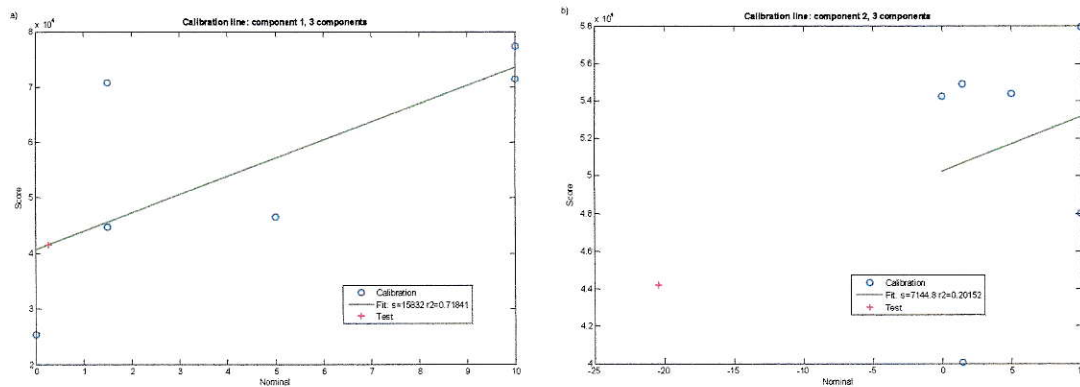 a)
Calibration line: component 1, 3 components
x 10⁴
8
7
6
5
4
3
2
Score
0 1 2 3 4 5 6 7 8 9 10
Nominal
Calibration
Fit: s=15832 r2=0.71841
Test
b)
Calibration line: component 2, 3 components
x 10⁴
5.8
5.6
5.4
5.2
5
4.8
4.6
4.4
4.2
4
Score
-25 -20 -15 -10 -5 0 5 10
Nominal
Calibration
Fit: s=7144.8 r2=0.20152
Test